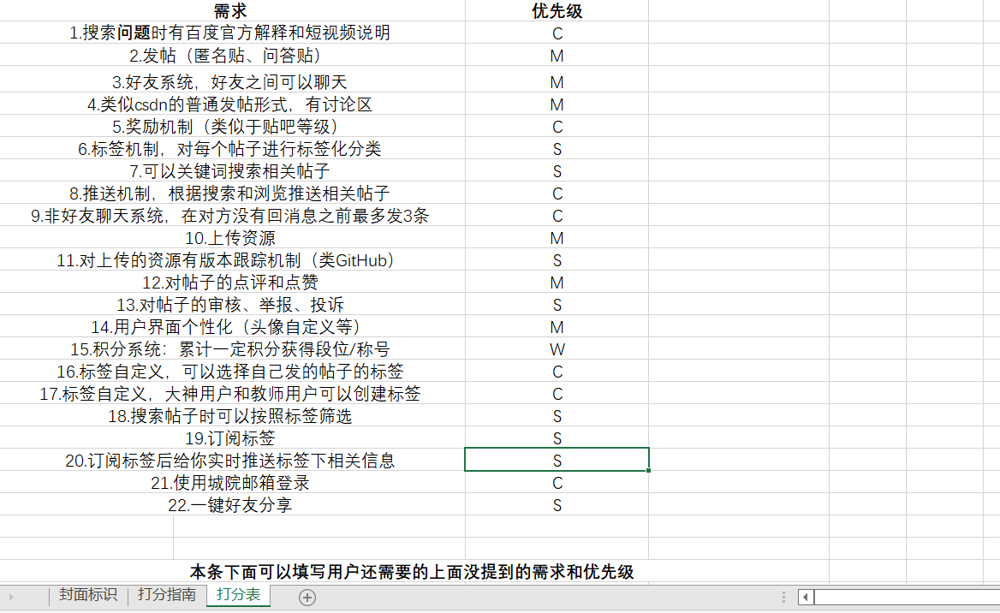 需求 优先级
1.搜索问题时有百度官方解释和短视频说明 C
2.发帖（匿名贴、问答贴） M
3.好友系统，好友之间可以聊天 M
4.类似csdn的普通发帖形式，有讨论区 M
5.奖励机制（类似于贴吧等级） C
6.标签机制，对每个帖子进行标签化分类 S
7.可以关键词搜索相关帖子 S
8.推送机制，根据搜索和浏览推送相关帖子 C
9.非好友聊天系统，在对方没有回消息之前最多发3条 C
10.上传资源 M
11.对上传的资源有版本跟踪机制（类GitHub） S
12.对帖子的点评和点赞 M
13.对帖子的审核、举报、投诉 S
14.用户界面个性化（头像自定义等） M
15.积分系统：累计一定积分获得段位/称号 W
16.标签自定义，可以选择自己发的帖子的标签 C
17.标签自定义，大神用户和教师用户可以创建标签 C
18.搜索帖子时可以按照标签筛选 S
19.订阅标签 S
20.订阅标签后给你实时推送标签下相关信息 S
21.使用城院邮箱登录 C
22.一键好友分享 S
本条下面可以填写用户还需要的上面没提到的需求和优先级
封面标识 打分指南 打分表